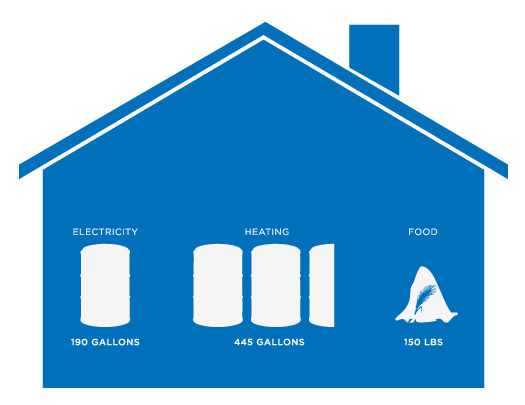 ELECTRICITY
HEATING
FOOD
190 GALLONS
445 GALLONS
150 LBS